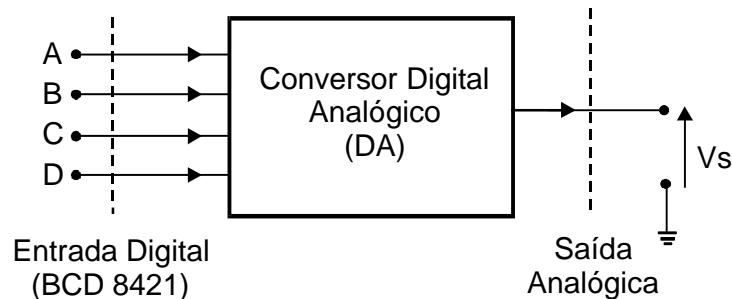 A
B
C
D
Conversor Digital
Analógico
(DA)
Vs
Entrada Digital
(BCD 8421)
Saída
Analógica